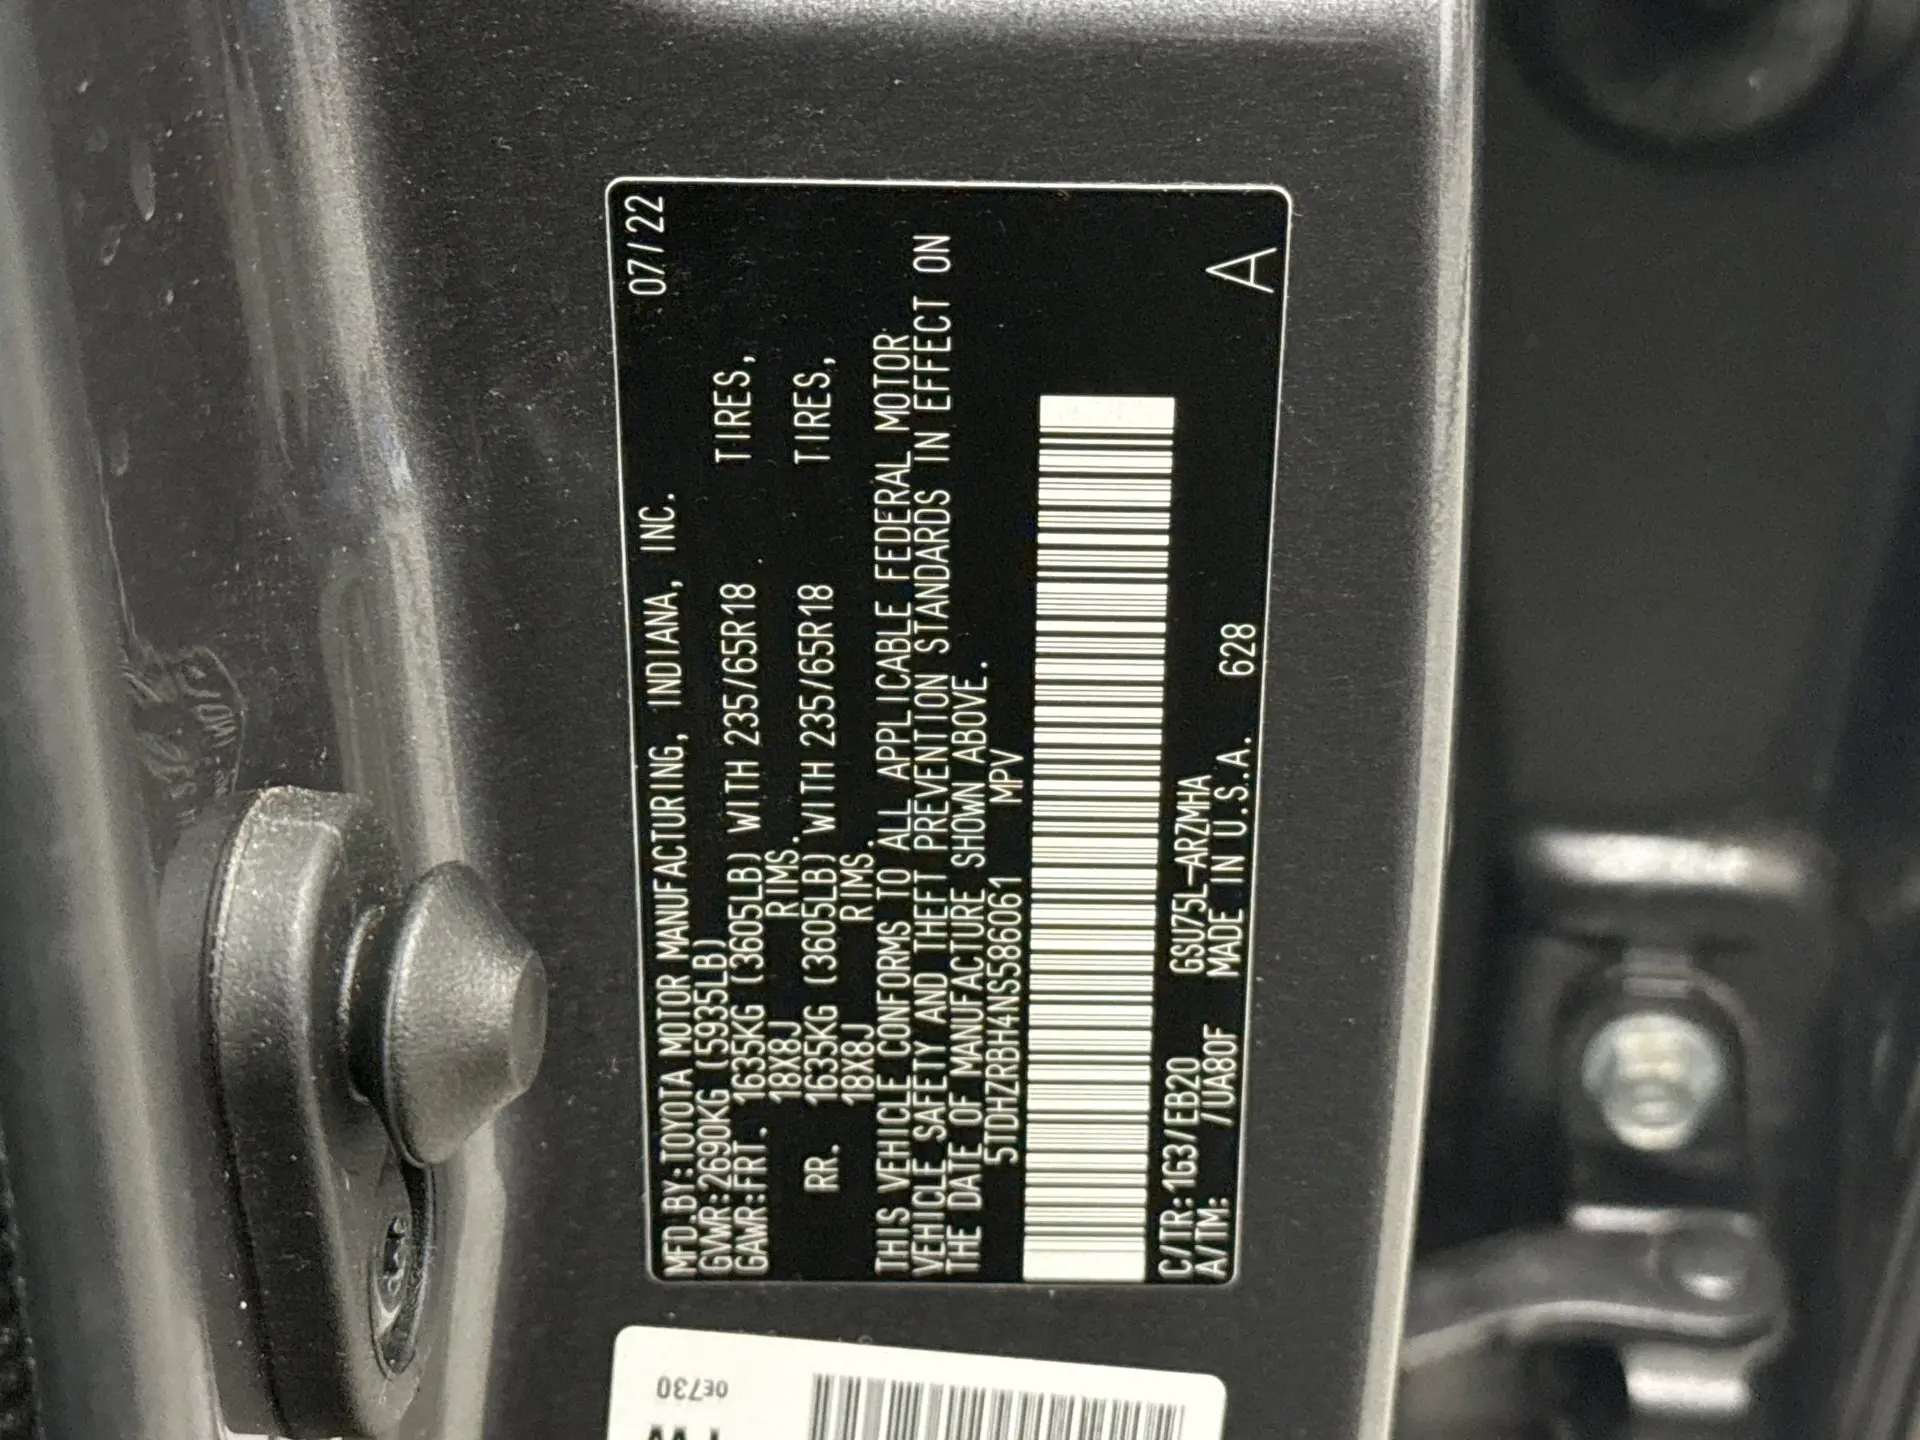 MFD.BY:TOYOTA MOTOR MANUFACTURING, INDIANA, INC. 07/22
GVWR:2690KG (5935LB)
GAWR:FRT. 1635KG (3605LB) WITH 235/65R18 TIRES,
18X8J RIMS.
RR. 1635KG (3605LB) WITH 235/65R18 TIRES,
18X8J RIMS.
THIS VEHICLE CONFORMS TO ALL APPLICABLE FEDERAL MOTOR
VEHICLE SAFETY AND THEFT PREVENTION STANDARDS IN EFFECT ON
THE DATE OF MANUFACTURE SHOWN ABOVE.
5TDHZRBH4NS586061 MPV
C/TR:1G3/EB20 GSU75L-ARZMHA
A/TM: /UA80F MADE IN U.S.A. 628 A
0E730